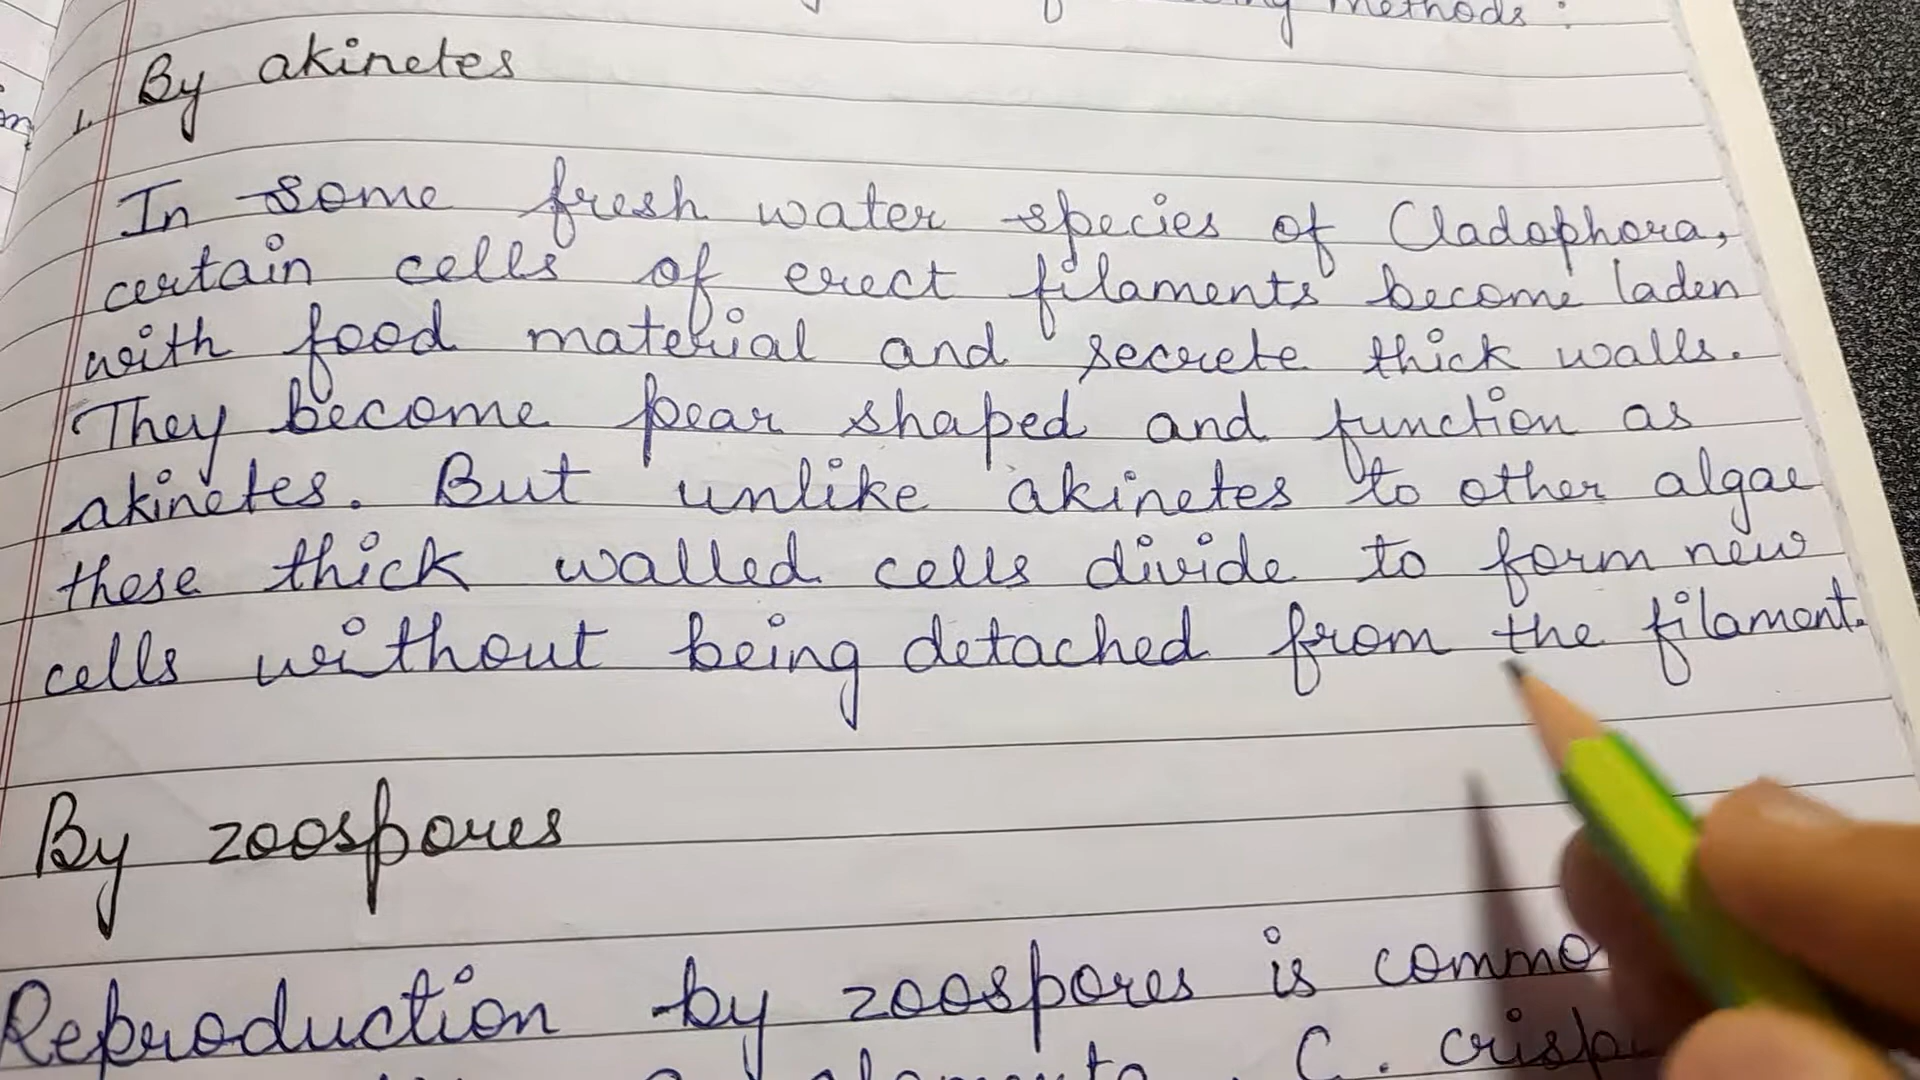 methods :
1. By akinetes
In some fresh water species of Cladophora,
certain cells of erect filaments become laden
with food material and secrete thick walls.
They become pear shaped and function as
akinetes. But unlike akinetes to other algae
these thick walled cells divide to form new
cells without being detached from the filament.
By zoospores
Reproduction by zoospores is commo
C. crisp